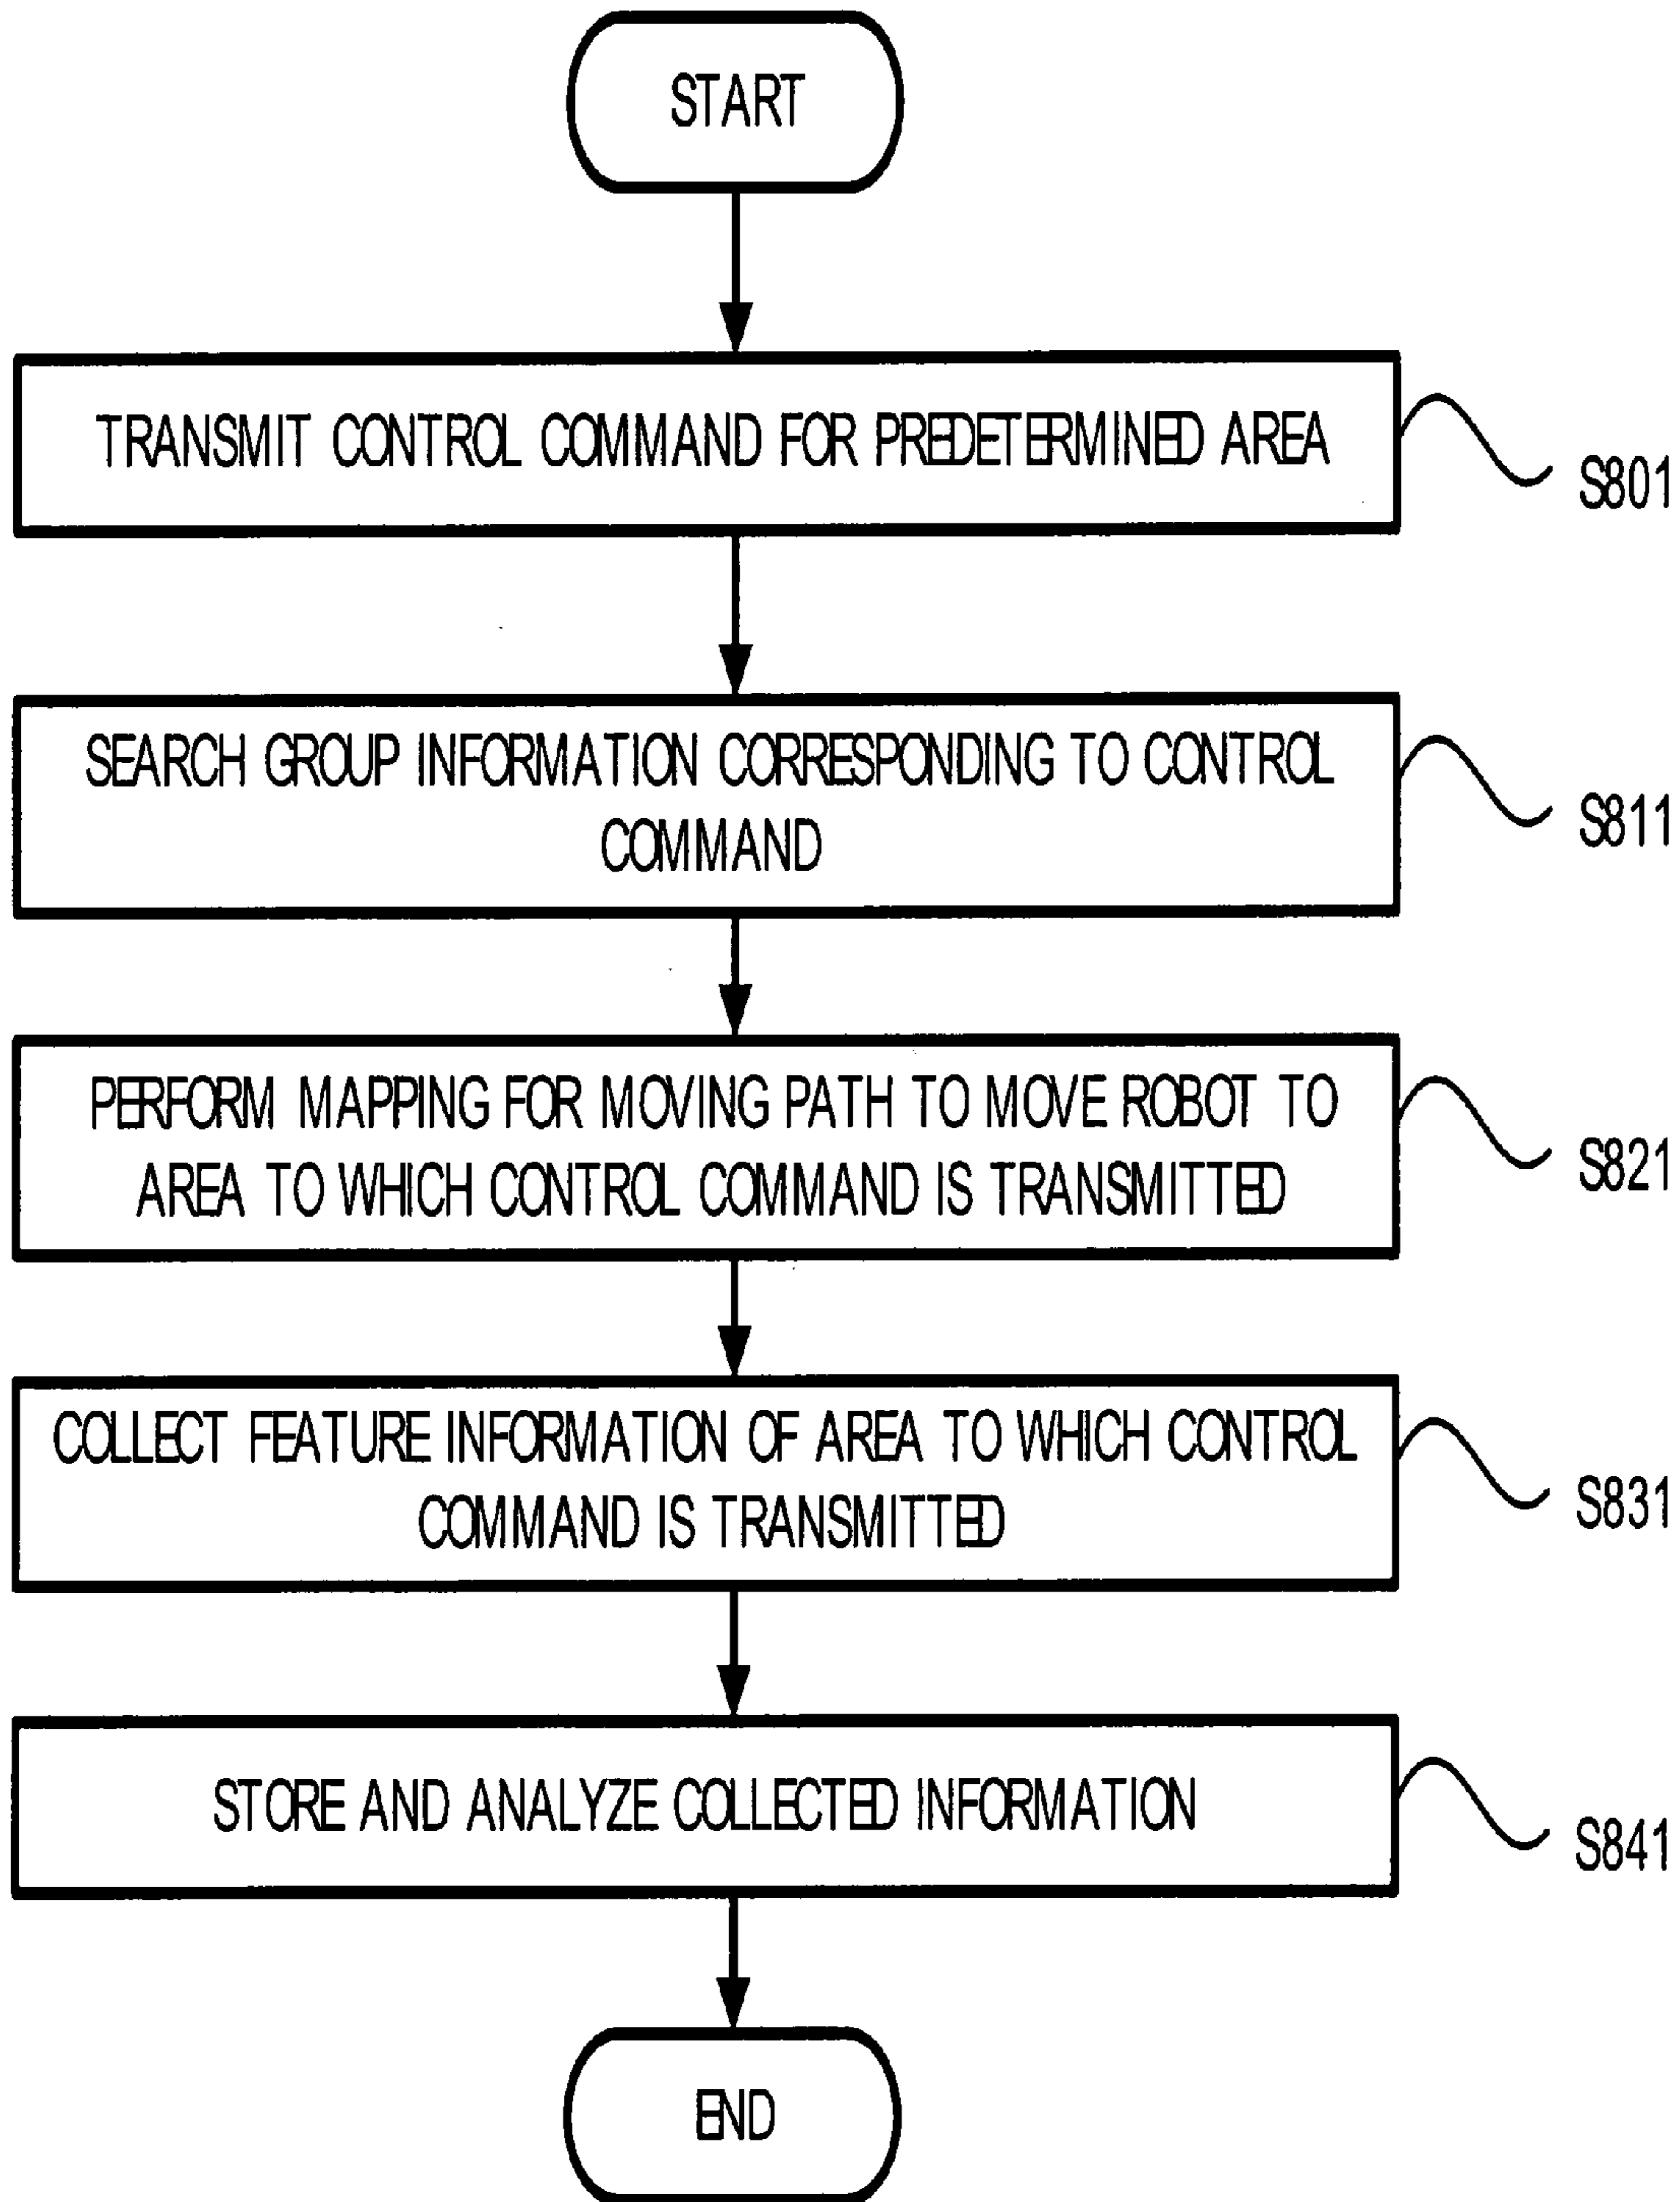 START
TRANSMIT CONTROL COMMAND FOR PREDETERMINED AREA
S801
SEARCH GROUP INFORMATION CORRESPONDING TO CONTROL
COMMAND
S811
PERFORM MAPPING FOR MOVING PATH TO MOVE ROBOT TO
AREA TO WHICH CONTROL COMMAND IS TRANSMITTED
S821
COLLECT FEATURE INFORMATION OF AREA TO WHICH CONTROL
COMMAND IS TRANSMITTED
S831
STORE AND ANALYZE COLLECTED INFORMATION
S841
END